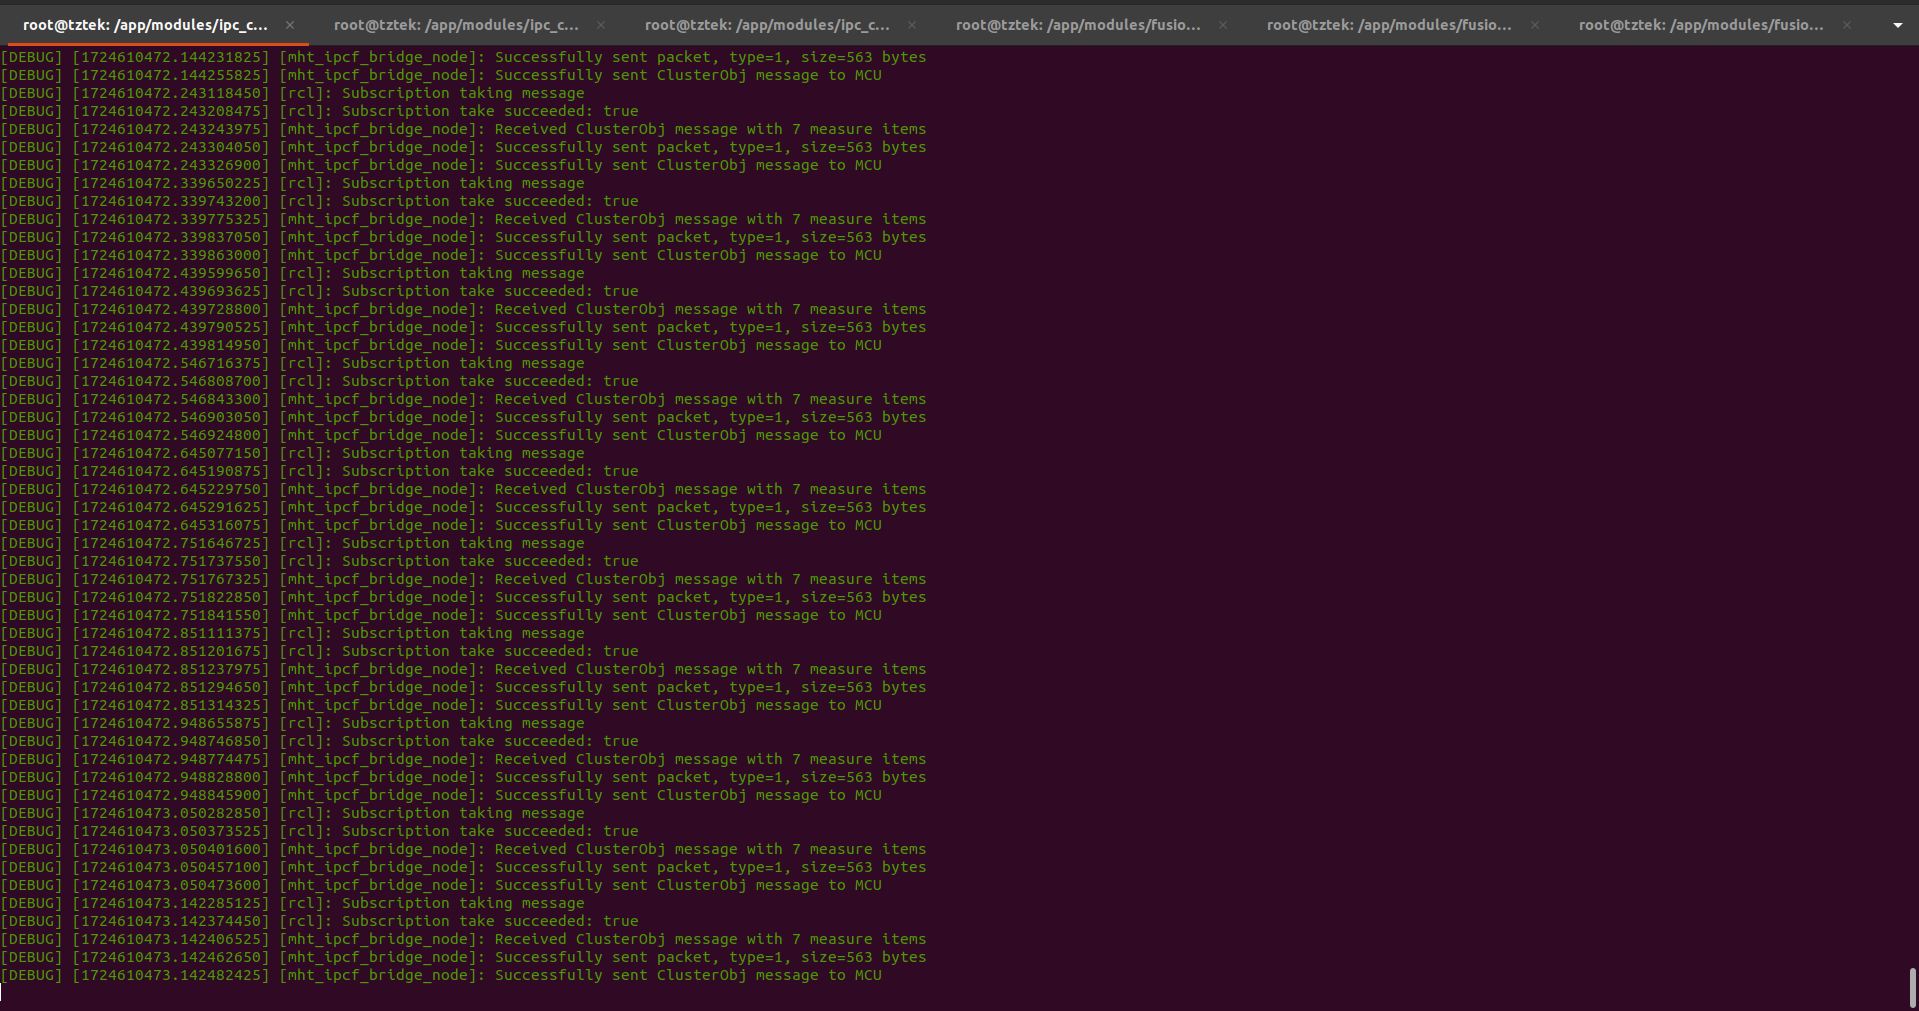 root@tztek: /app/modules/ipc_c... × root@tztek: /app/modules/ipc_c... × root@tztek: /app/modules/ipc_c... × root@tztek: /app/modules/fusio... × root@tztek: /app/modules/fusio... × root@tztek: /app/modules/fusio... ×
[DEBUG] [1724610472.144231825] [mht_ipcf_bridge_node]: Successfully sent packet, type=1, size=563 bytes
[DEBUG] [1724610472.144255825] [mht_ipcf_bridge_node]: Successfully sent ClusterObj message to MCU
[DEBUG] [1724610472.243118450] [rcl]: Subscription taking message
[DEBUG] [1724610472.243208475] [rcl]: Subscription take succeeded: true
[DEBUG] [1724610472.243243975] [mht_ipcf_bridge_node]: Received ClusterObj message with 7 measure items
[DEBUG] [1724610472.243304050] [mht_ipcf_bridge_node]: Successfully sent packet, type=1, size=563 bytes
[DEBUG] [1724610472.243326900] [mht_ipcf_bridge_node]: Successfully sent ClusterObj message to MCU
[DEBUG] [1724610472.339650225] [rcl]: Subscription taking message
[DEBUG] [1724610472.339743200] [rcl]: Subscription take succeeded: true
[DEBUG] [1724610472.339775325] [mht_ipcf_bridge_node]: Received ClusterObj message with 7 measure items
[DEBUG] [1724610472.339837050] [mht_ipcf_bridge_node]: Successfully sent packet, type=1, size=563 bytes
[DEBUG] [1724610472.339863000] [mht_ipcf_bridge_node]: Successfully sent ClusterObj message to MCU
[DEBUG] [1724610472.439599650] [rcl]: Subscription taking message
[DEBUG] [1724610472.439693625] [rcl]: Subscription take succeeded: true
[DEBUG] [1724610472.439728800] [mht_ipcf_bridge_node]: Received ClusterObj message with 7 measure items
[DEBUG] [1724610472.439790525] [mht_ipcf_bridge_node]: Successfully sent packet, type=1, size=563 bytes
[DEBUG] [1724610472.439814950] [mht_ipcf_bridge_node]: Successfully sent ClusterObj message to MCU
[DEBUG] [1724610472.546716375] [rcl]: Subscription taking message
[DEBUG] [1724610472.546808700] [rcl]: Subscription take succeeded: true
[DEBUG] [1724610472.546843300] [mht_ipcf_bridge_node]: Received ClusterObj message with 7 measure items
[DEBUG] [1724610472.546903050] [mht_ipcf_bridge_node]: Successfully sent packet, type=1, size=563 bytes
[DEBUG] [1724610472.546924800] [mht_ipcf_bridge_node]: Successfully sent ClusterObj message to MCU
[DEBUG] [1724610472.645077150] [rcl]: Subscription taking message
[DEBUG] [1724610472.645190875] [rcl]: Subscription take succeeded: true
[DEBUG] [1724610472.645229750] [mht_ipcf_bridge_node]: Received ClusterObj message with 7 measure items
[DEBUG] [1724610472.645291625] [mht_ipcf_bridge_node]: Successfully sent packet, type=1, size=563 bytes
[DEBUG] [1724610472.645316075] [mht_ipcf_bridge_node]: Successfully sent ClusterObj message to MCU
[DEBUG] [1724610472.751646725] [rcl]: Subscription taking message
[DEBUG] [1724610472.751737550] [rcl]: Subscription take succeeded: true
[DEBUG] [1724610472.751767325] [mht_ipcf_bridge_node]: Received ClusterObj message with 7 measure items
[DEBUG] [1724610472.751822850] [mht_ipcf_bridge_node]: Successfully sent packet, type=1, size=563 bytes
[DEBUG] [1724610472.751841550] [mht_ipcf_bridge_node]: Successfully sent ClusterObj message to MCU
[DEBUG] [1724610472.851111375] [rcl]: Subscription taking message
[DEBUG] [1724610472.851201675] [rcl]: Subscription take succeeded: true
[DEBUG] [1724610472.851237975] [mht_ipcf_bridge_node]: Received ClusterObj message with 7 measure items
[DEBUG] [1724610472.851294650] [mht_ipcf_bridge_node]: Successfully sent packet, type=1, size=563 bytes
[DEBUG] [1724610472.851314325] [mht_ipcf_bridge_node]: Successfully sent ClusterObj message to MCU
[DEBUG] [1724610472.948655875] [rcl]: Subscription taking message
[DEBUG] [1724610472.948746850] [rcl]: Subscription take succeeded: true
[DEBUG] [1724610472.948774475] [mht_ipcf_bridge_node]: Received ClusterObj message with 7 measure items
[DEBUG] [1724610472.948828800] [mht_ipcf_bridge_node]: Successfully sent packet, type=1, size=563 bytes
[DEBUG] [1724610472.948845900] [mht_ipcf_bridge_node]: Successfully sent ClusterObj message to MCU
[DEBUG] [1724610473.050282850] [rcl]: Subscription taking message
[DEBUG] [1724610473.050373525] [rcl]: Subscription take succeeded: true
[DEBUG] [1724610473.050401600] [mht_ipcf_bridge_node]: Received ClusterObj message with 7 measure items
[DEBUG] [1724610473.050457100] [mht_ipcf_bridge_node]: Successfully sent packet, type=1, size=563 bytes
[DEBUG] [1724610473.050473600] [mht_ipcf_bridge_node]: Successfully sent ClusterObj message to MCU
[DEBUG] [1724610473.142285125] [rcl]: Subscription taking message
[DEBUG] [1724610473.142374450] [rcl]: Subscription take succeeded: true
[DEBUG] [1724610473.142406525] [mht_ipcf_bridge_node]: Received ClusterObj message with 7 measure items
[DEBUG] [1724610473.142462650] [mht_ipcf_bridge_node]: Successfully sent packet, type=1, size=563 bytes
[DEBUG] [1724610473.142482425] [mht_ipcf_bridge_node]: Successfully sent ClusterObj message to MCU